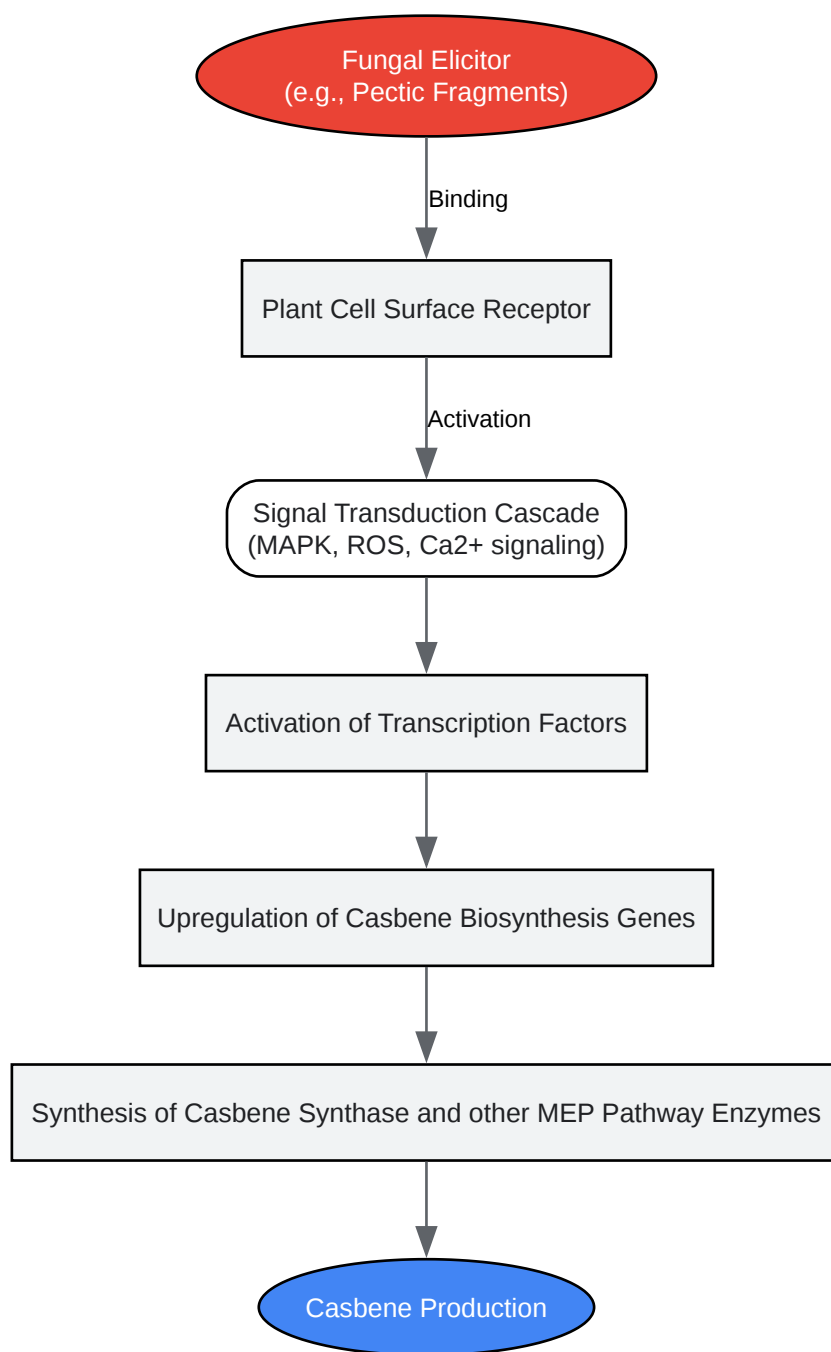 Fungal Elicitor
(e.g., Pectic Fragments)
Binding
Plant Cell Surface Receptor
Activation
Signal Transduction Cascade
(MAPK, ROS, Ca2+ signaling)
Activation of Transcription Factors
Upregulation of Casbene Biosynthesis Genes
Synthesis of Casbene Synthase and other MEP Pathway Enzymes
Casbene Production